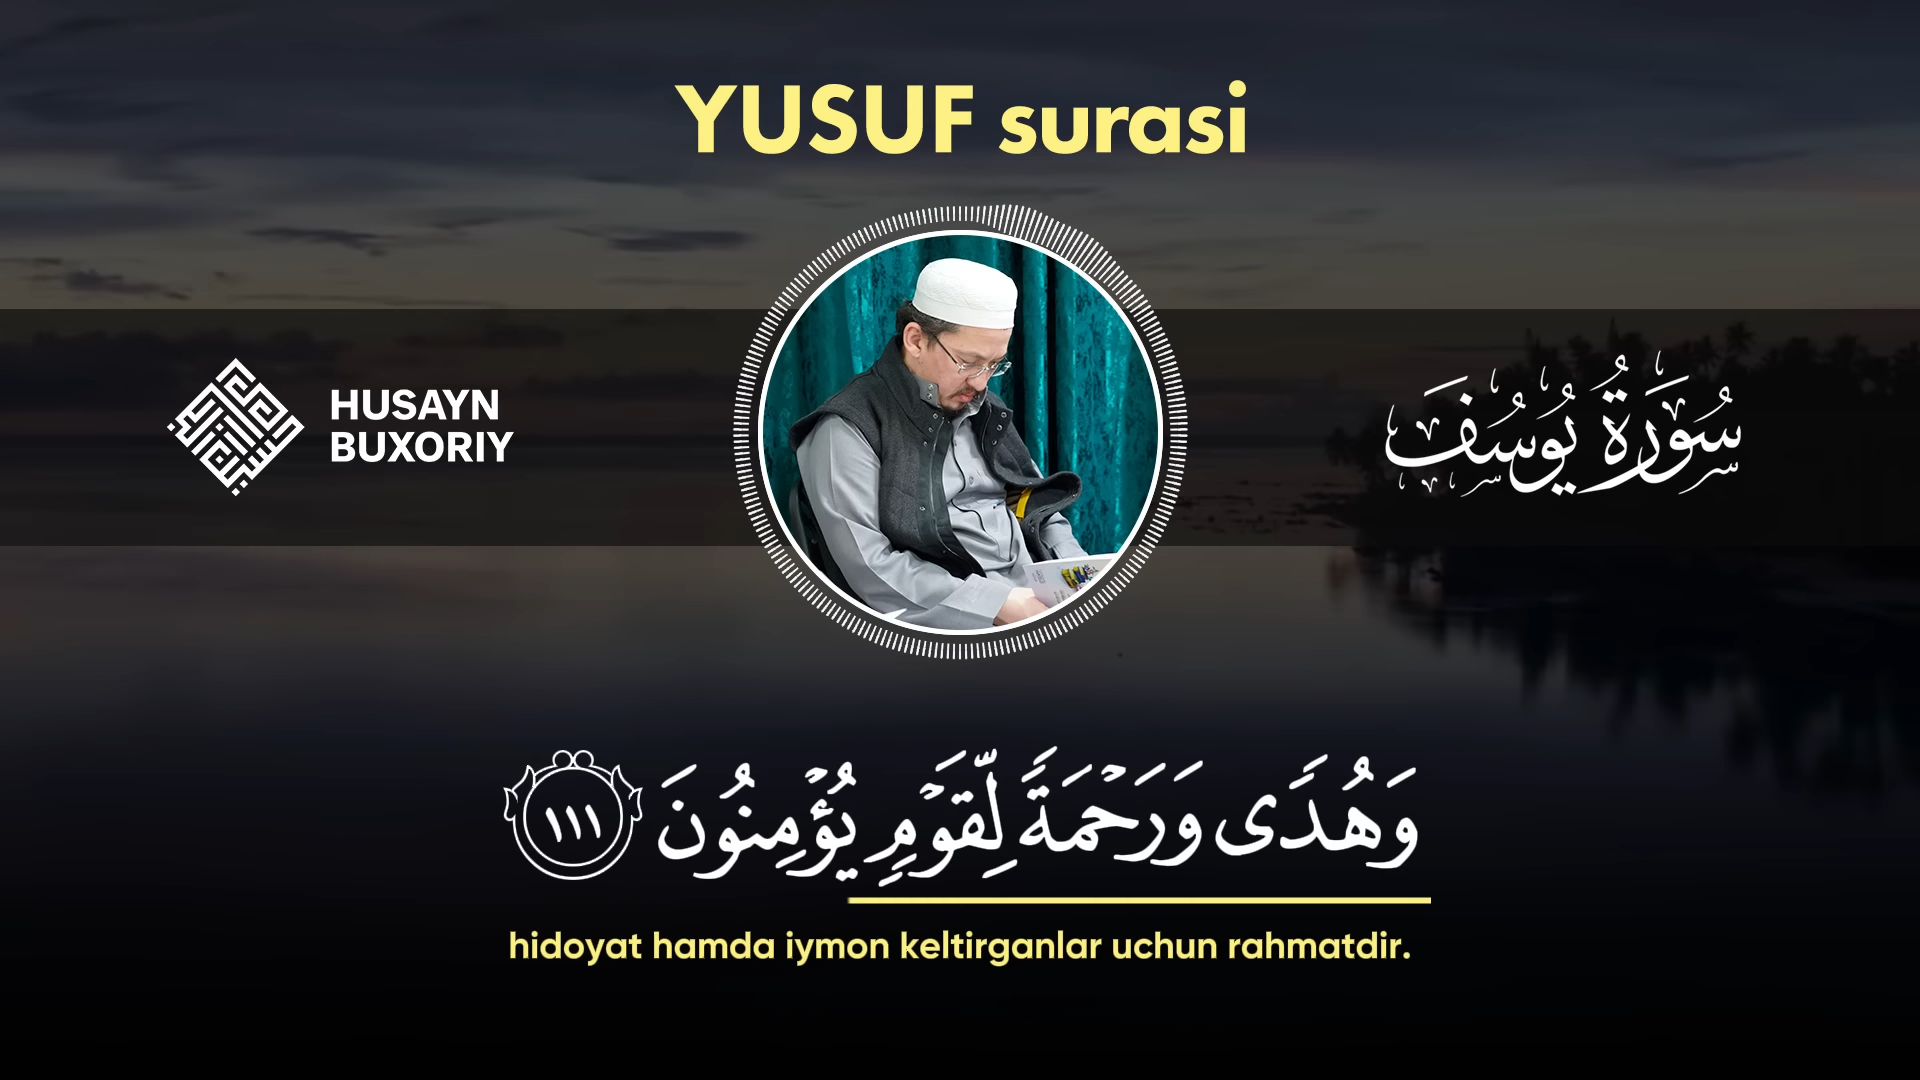 YUSUF surasi
HUSAYN
BUXORIY
سُورَةُ يُوسُفَ
وَهُدًى وَرَحْمَةً لِّقَوْمٍ يُؤْمِنُونَ ١١١
hidoyat hamda iymon keltirganlar uchun rahmatdir.